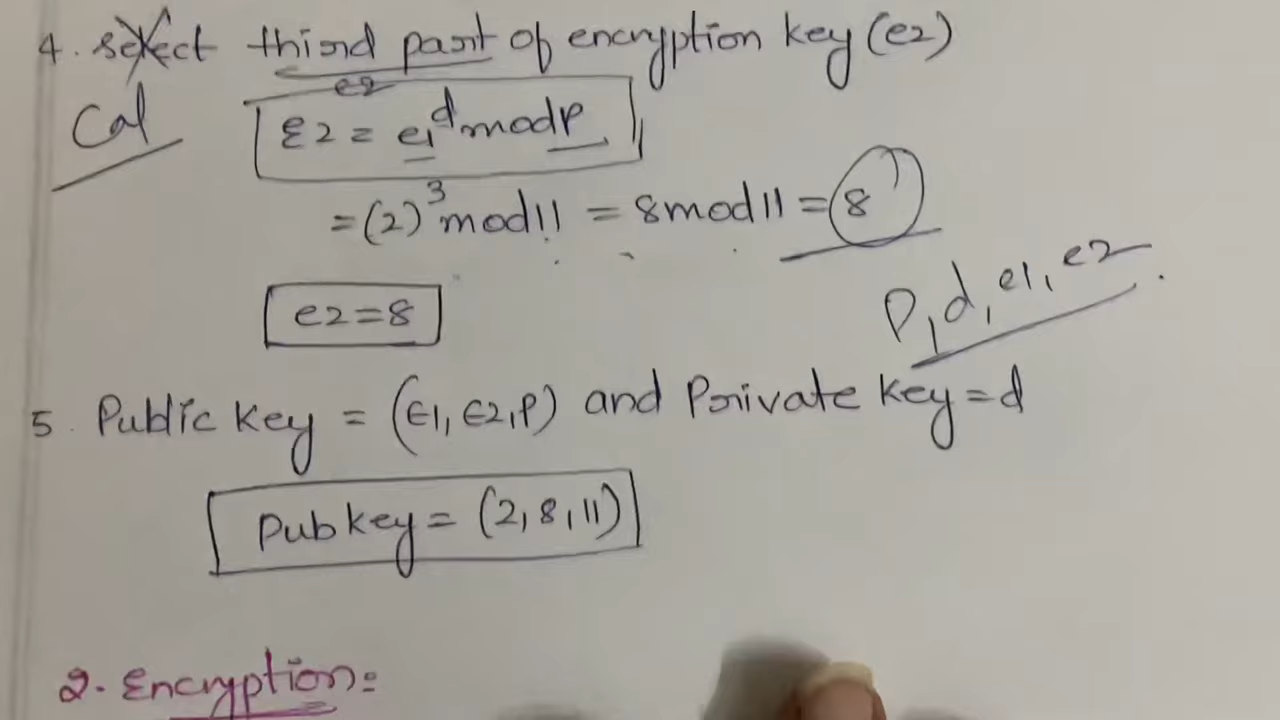 4. select third part of encryption key (e2)
Cal
e2
E2 = e1^d mod P
= (2)^3 mod 11 = 8 mod 11 = 8
P, d, e1, e2
e2 = 8
5. Public key = (E1, E2, P) and Private key = d
Pub key = (2, 8, 11)
2. Encryption: